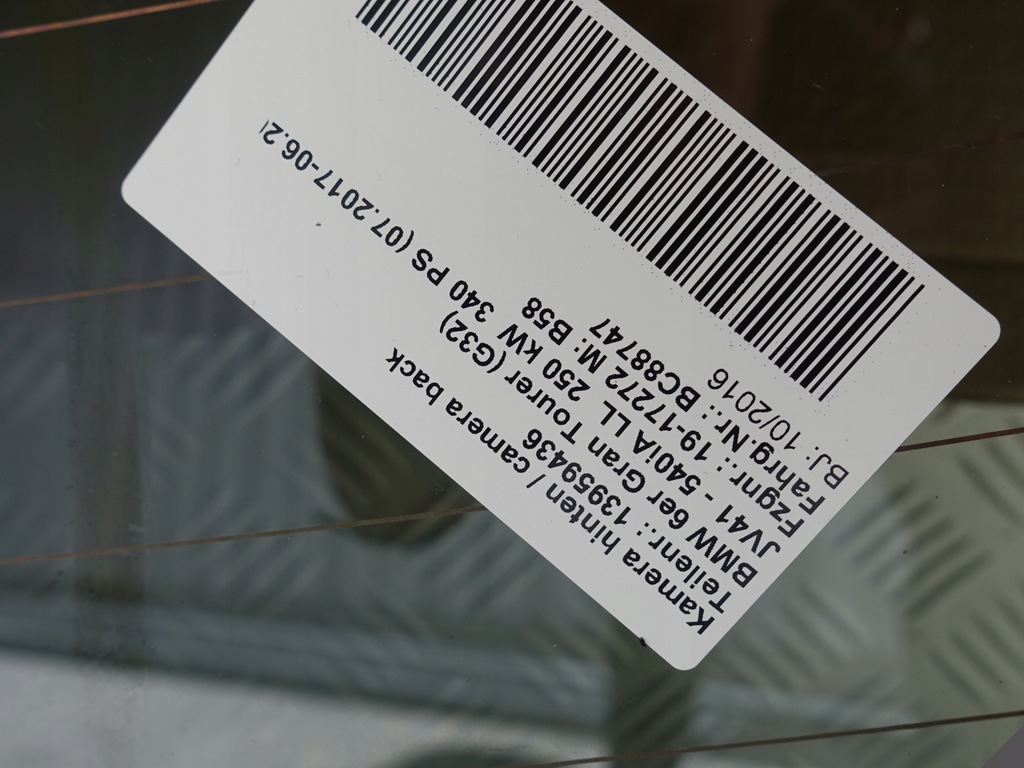 Kamera hinten / camera back
Teilenr.: 13959436
BMW 6er Gran Tourer (G32)
JV41 - 540iA LL 250 kW 340 PS (07.2017-06.2
Fzgnr.: 19-17272 M: B58
Fahrg.Nr.: BC88747
BJ.: 10/2016